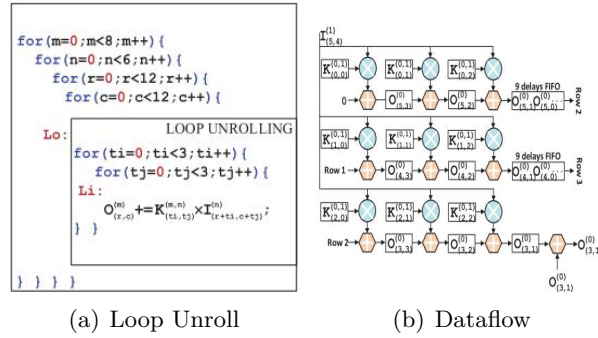 for(m=0;m<8;m++){
for(n=0;n<6;n++){
for(r=0;r<12;r++){
for(c=0;c<12;c++){
Lo:
LOOP UNROLLING
for(ti=0;ti<3;ti++){
for(tj=0;tj<3;tj++){
Li:
O(m)(r,c)+=K(m,n)(ti,tj)×I(n)(r+ti,c+tj);
} }
} } } }
(a) Loop Unroll
I(1)(5,4)
K(0,1)(0,0) K(0,1)(0,1) K(0,1)(0,2)
9 delays FIFO
0 O(0)(5,3) O(0)(5,2) O(0)(5,1) O(0)(5,0)... Row 2
K(0,1)(1,0) K(0,1)(1,1) K(0,1)(1,2)
9 delays FIFO
Row 1 O(0)(4,3) O(0)(4,2) O(0)(4,1) O(0)(4,0)... Row 3
K(0,1)(2,0) K(0,1)(2,1) K(0,1)(2,2)
Row 2 O(0)(3,3) O(0)(3,2) O(0)(3,1) O(0)(3,1)
O(0)(3,1)
(b) Dataflow